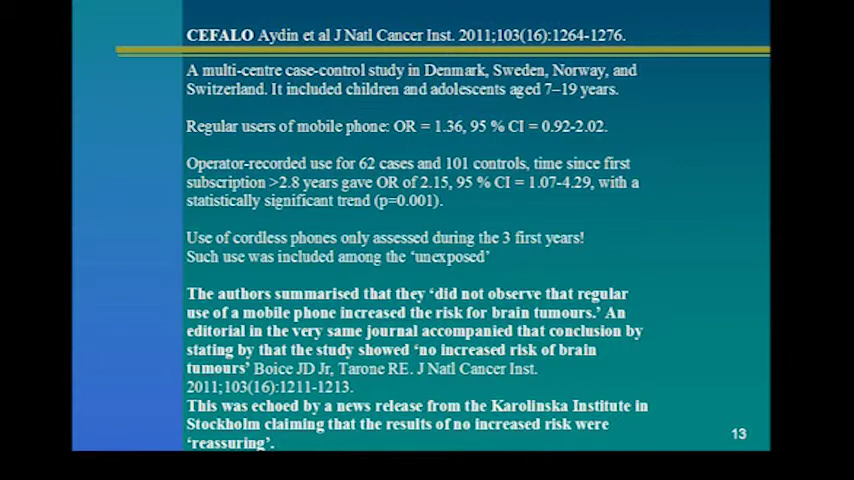 CEFALO Aydin et al J Natl Cancer Inst. 2011;103(16):1264-1276.
A multi-centre case-control study in Denmark, Sweden, Norway, and
Switzerland. It included children and adolescents aged 7–19 years.
Regular users of mobile phone: OR = 1.36, 95 % CI = 0.92-2.02.
Operator-recorded use for 62 cases and 101 controls, time since first
subscription >2.8 years gave OR of 2.15, 95 % CI = 1.07-4.29, with a
statistically significant trend (p=0.001).
Use of cordless phones only assessed during the 3 first years!
Such use was included among the ‘unexposed’
The authors summarised that they ‘did not observe that regular
use of a mobile phone increased the risk for brain tumours.’ An
editorial in the very same journal accompanied that conclusion by
stating by that the study showed ‘no increased risk of brain
tumours’ Boice JD Jr, Tarone RE. J Natl Cancer Inst.
2011;103(16):1211-1213.
This was echoed by a news release from the Karolinska Institute in
Stockholm claiming that the results of no increased risk were
‘reassuring’.
13